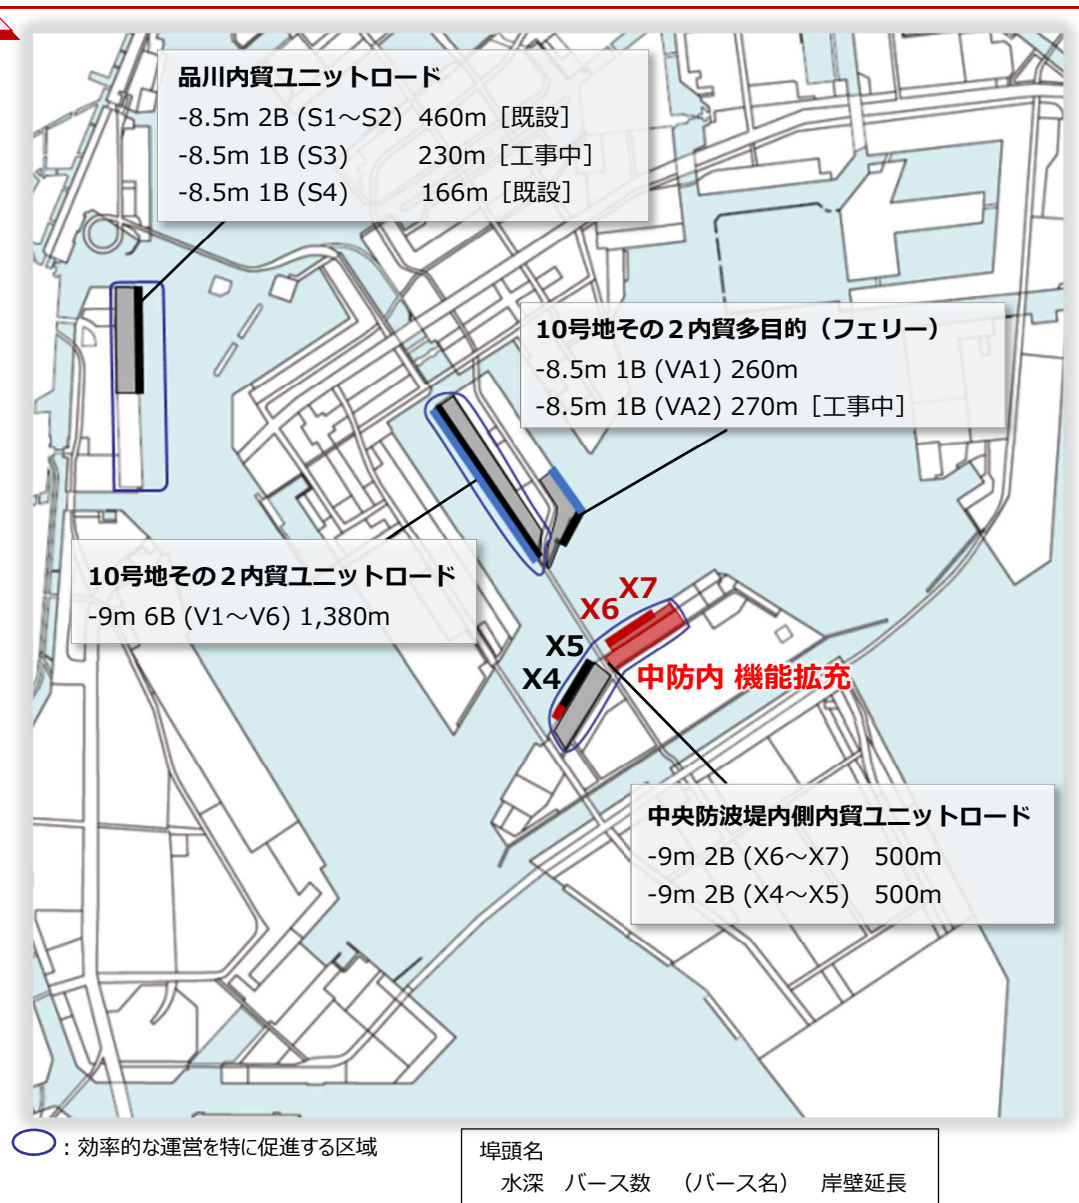 品川内貿ユニットロード
-8.5m 2B (S1～S2) 460m［既設］
-8.5m 1B (S3) 230m［工事中］
-8.5m 1B (S4) 166m［既設］
10号地その２内貿多目的（フェリー）
-8.5m 1B (VA1) 260m
-8.5m 1B (VA2) 270m［工事中］
10号地その２内貿ユニットロード
-9m 6B (V1～V6) 1,380m
X7
X6
X5
X4
中防内 機能拡充
中央防波堤内側内貿ユニットロード
-9m 2B (X6～X7) 500m
-9m 2B (X4～X5) 500m
：効率的な運営を特に促進する区域
埠頭名
水深 バース数 （バース名） 岸壁延長